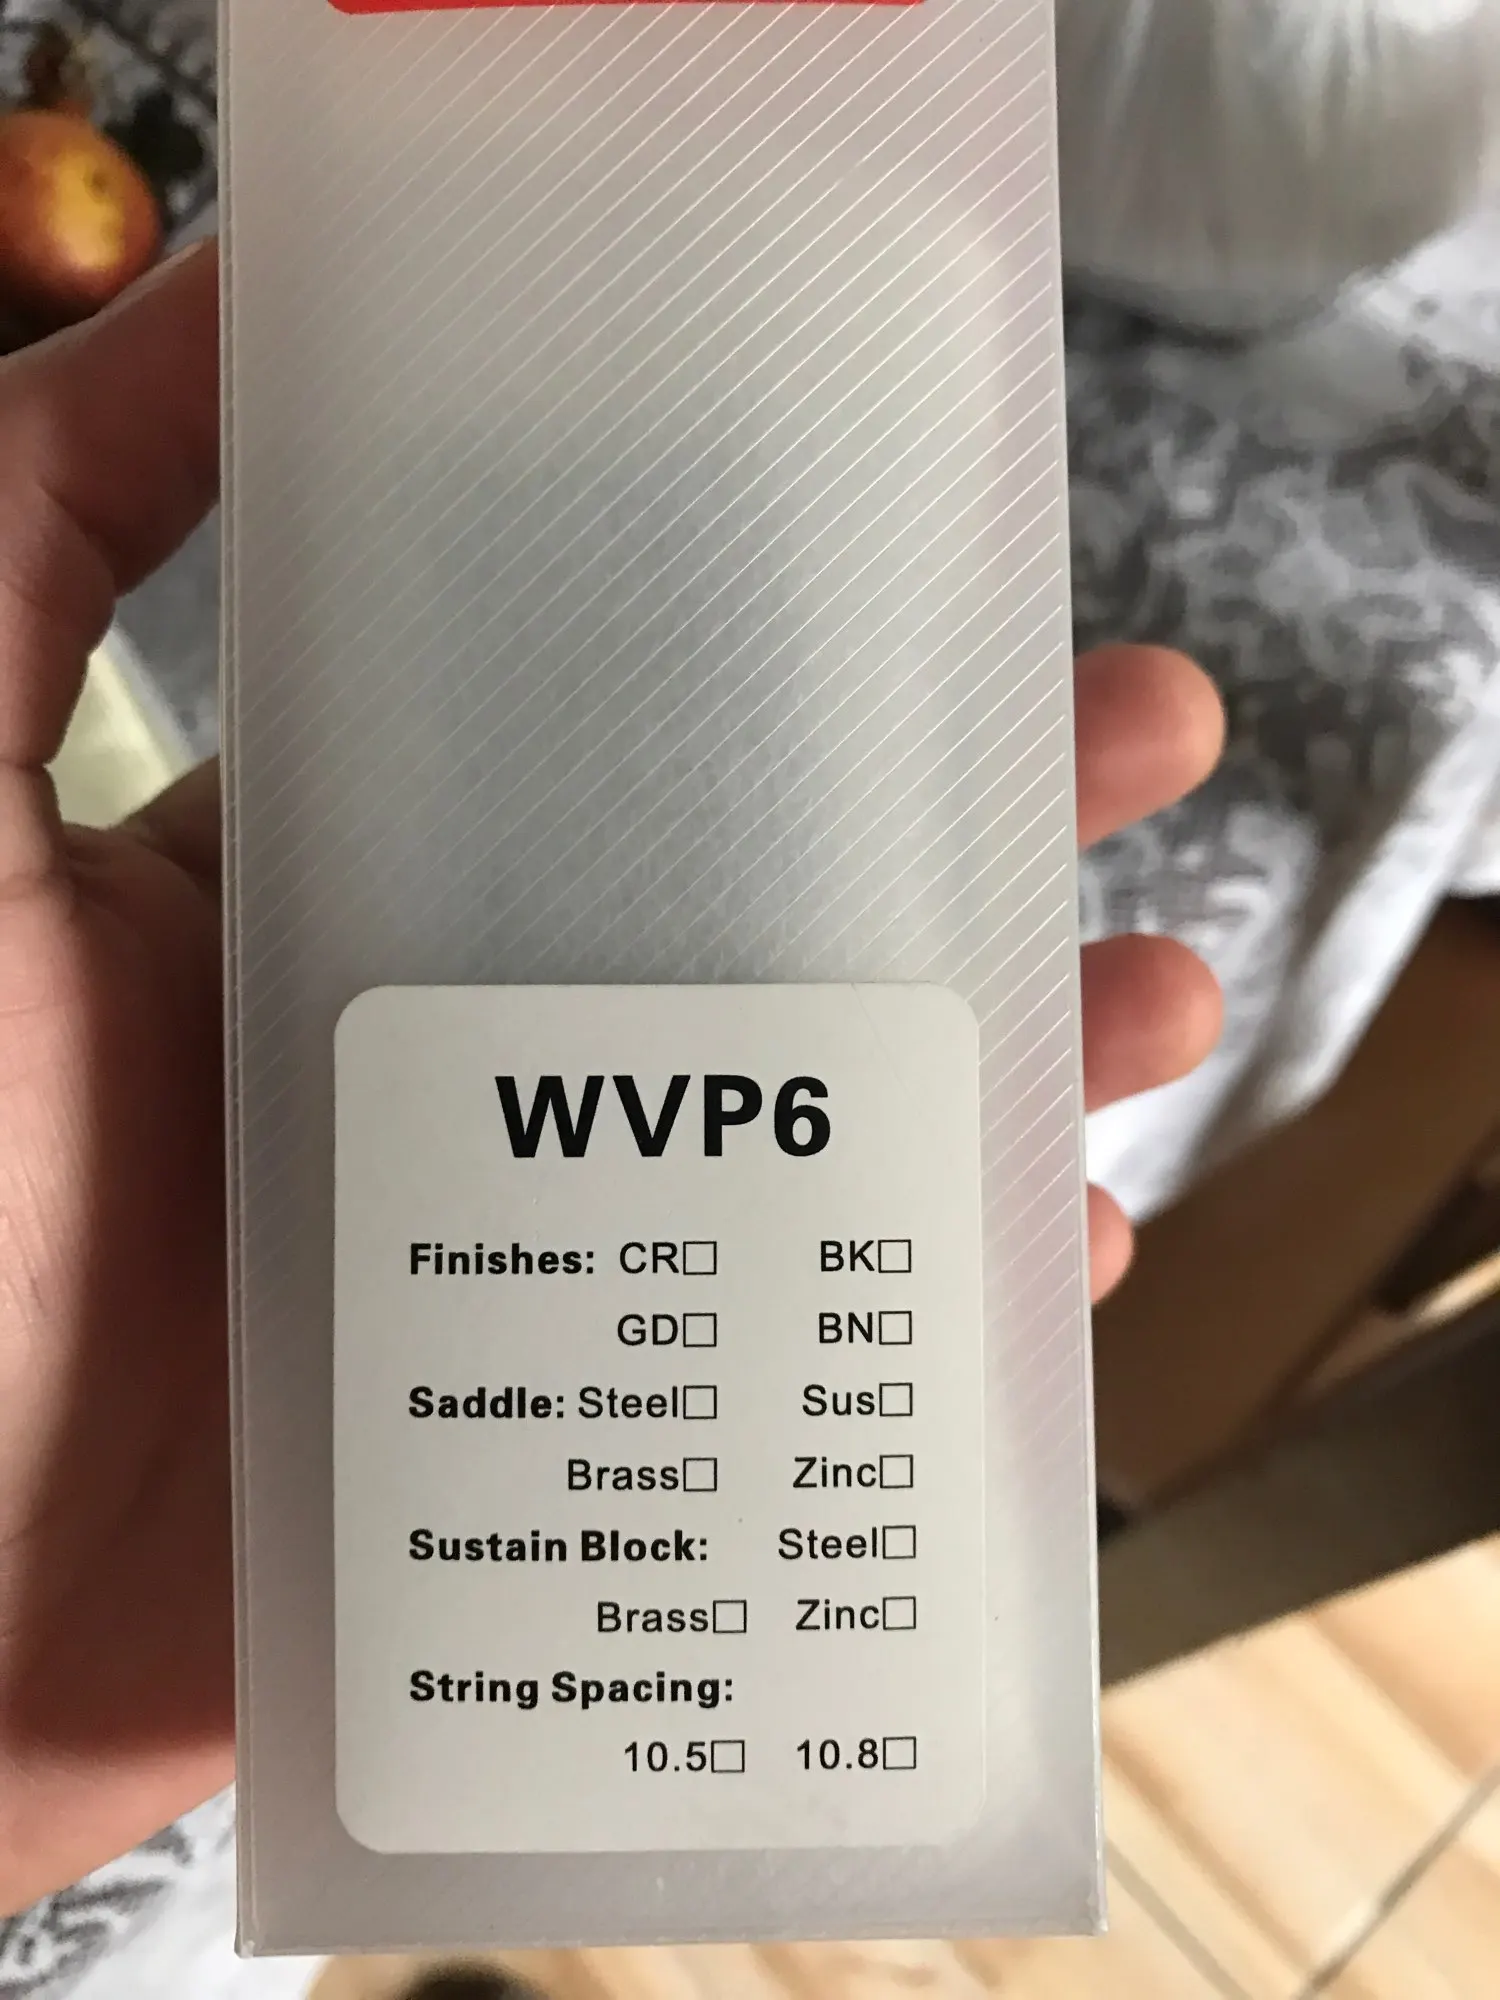 WVP6
Finishes: CR□ BK□
GD□ BN□
Saddle: Steel□ Sus□
Brass□ Zinc□
Sustain Block: Steel□
Brass□ Zinc□
String Spacing:
10.5□ 10.8□